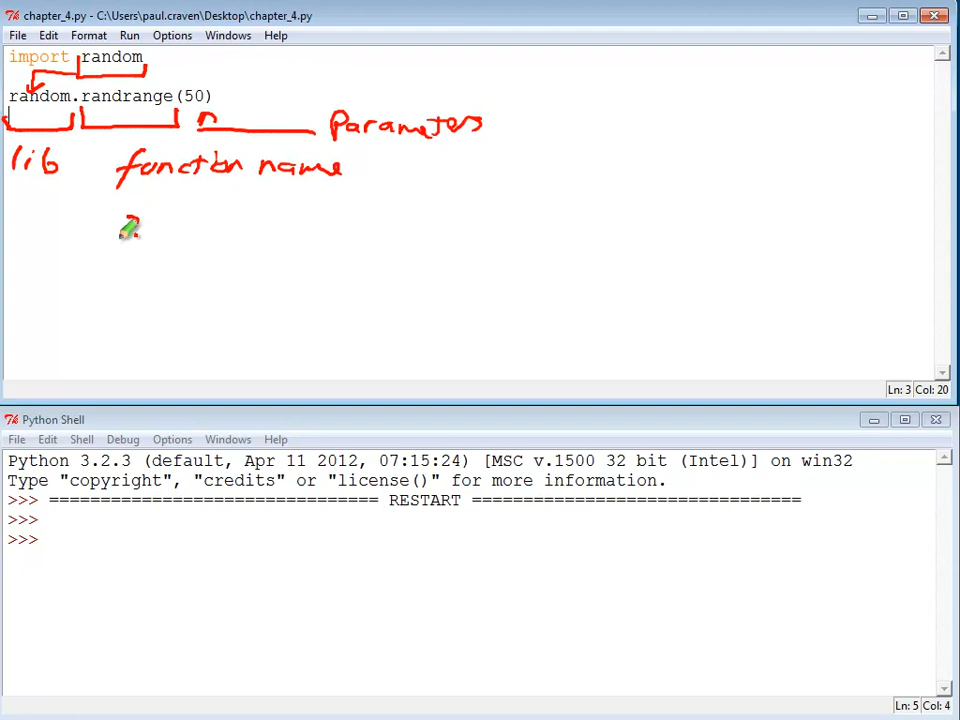 chapter_4.py - C:\Users\paul.craven\Desktop\chapter_4.py
File Edit Format Run Options Windows Help
import random
random.randrange(50)
Parameters
lib function name
Ln: 3 Col: 20
Python Shell
File Edit Shell Debug Options Windows Help
Python 3.2.3 (default, Apr 11 2012, 07:15:24) [MSC v.1500 32 bit (Intel)] on win32
Type "copyright", "credits" or "license()" for more information.
>>> ================================ RESTART ================================
>>>
>>>
Ln: 5 Col: 4